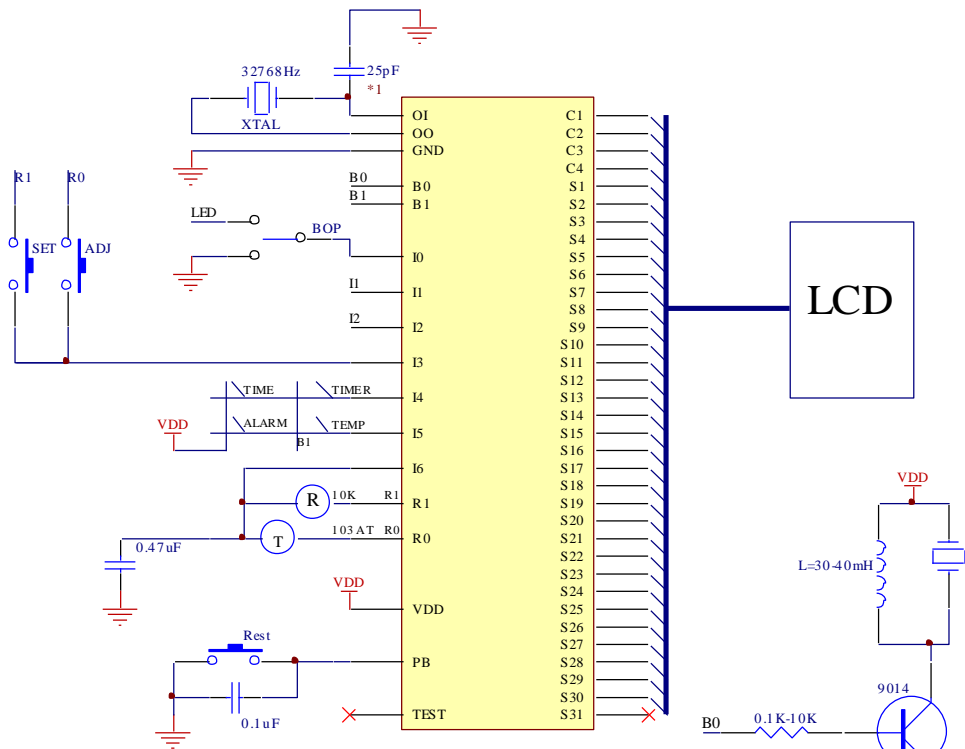 32768Hz
25pF
*1
XTAL
OI
OO
GND
B0
B0
B1
B1
LED
BOP
I0
I1
I1
I2
I2
I3
R1
R0
SET
ADJ
TIME
TIMER
I4
VDD
ALARM
B1
TEMP
I5
I6
R
10K
R1
R1
T
103AT
R0
R0
0.47uF
VDD
VDD
Rest
PB
0.1uF
TEST
C1
C2
C3
C4
S1
S2
S3
S4
S5
S6
S7
S8
S9
S10
S11
S12
S13
S14
S15
S16
S17
S18
S19
S20
S21
S22
S23
S24
S25
S26
S27
S28
S29
S30
S31
LCD
VDD
L=30-40mH
9014
B0
0.1K-10K